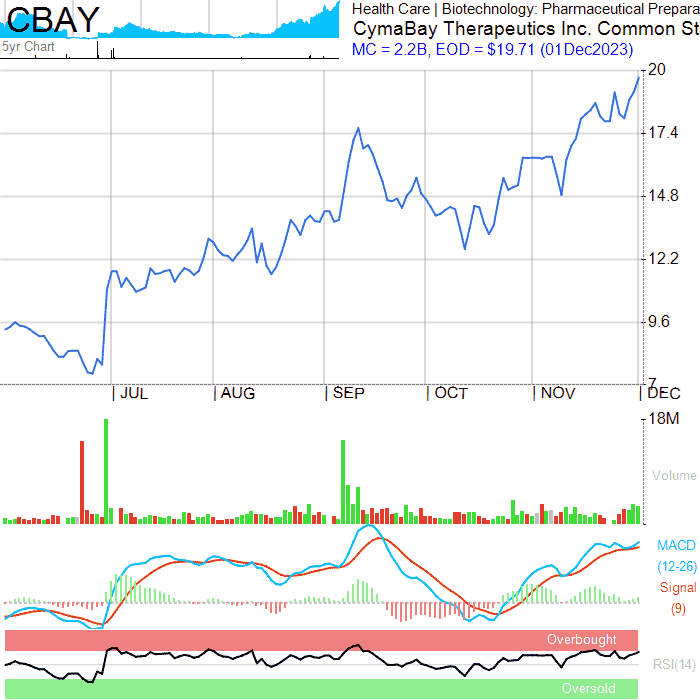 CBAY
5yr Chart
Health Care | Biotechnology: Pharmaceutical Prepara
CymaBay Therapeutics Inc. Common St
MC = 2.2B, EOD = $19.71 (01Dec2023)
20
17.4
14.8
12.2
9.6
7
JUL AUG SEP OCT NOV DEC
18M
Volume
MACD
(12-26)
Signal
(9)
Overbought
RSI(14)
Oversold